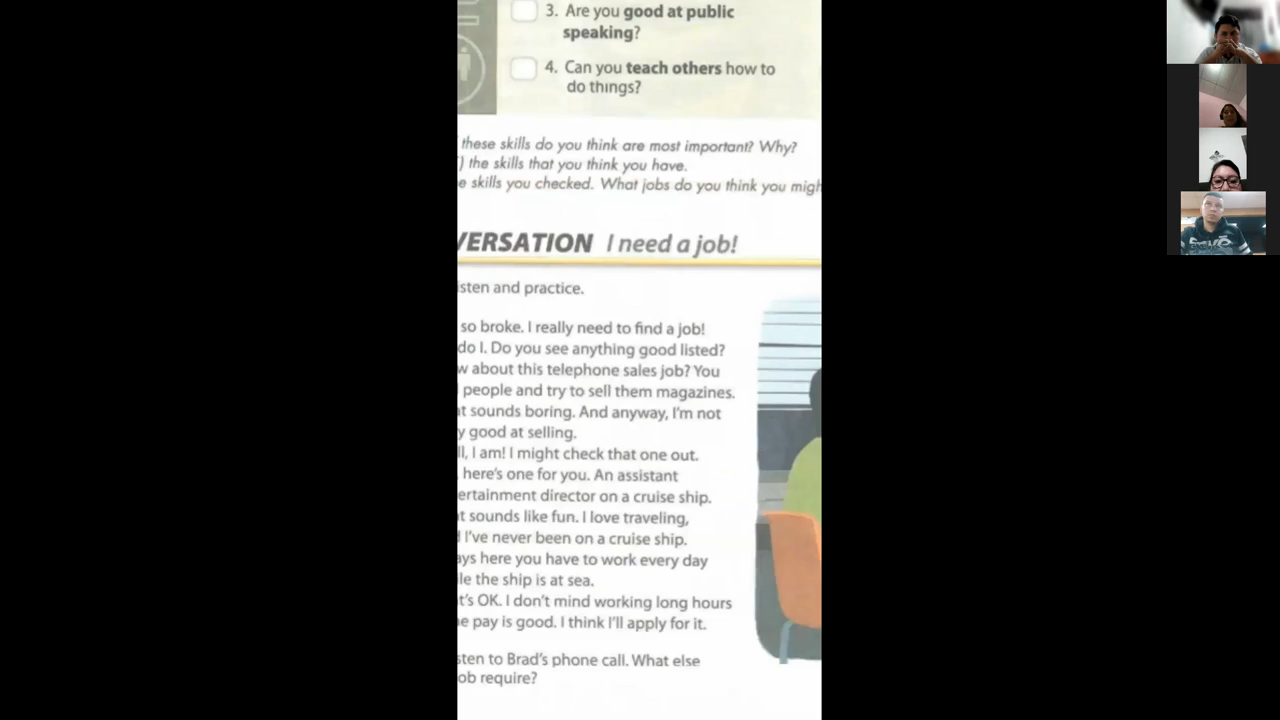 3. Are you good at public
speaking?
4. Can you teach others how to
do things?
these skills do you think are most important? Why?
) the skills that you think you have.
e skills you checked. What jobs do you think you migh
VERSATION I need a job!
isten and practice.
so broke. I really need to find a job!
do I. Do you see anything good listed?
w about this telephone sales job? You
people and try to sell them magazines.
t sounds boring. And anyway, I'm not
y good at selling.
ll, I am! I might check that one out.
here's one for you. An assistant
ertainment director on a cruise ship.
t sounds like fun. I love traveling,
I've never been on a cruise ship.
ays here you have to work every day
le the ship is at sea.
t's OK. I don't mind working long hours
e pay is good. I think I'll apply for it.
sten to Brad's phone call. What else
ob require?